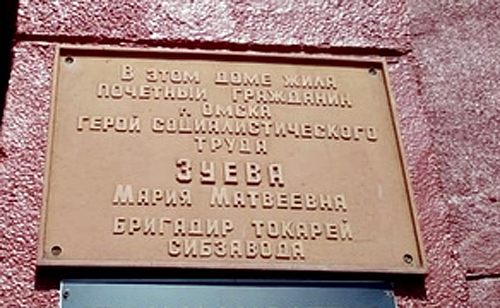 В ЭТОМ ДОМЕ ЖИЛА
ПОЧЕТНЫЙ ГРАЖДАНИН
г. ОМСКА
ГЕРОЙ СОЦИАЛИСТИЧЕСКОГО
ТРУДА
ЗУЕВА
МАРИЯ МАТВЕЕВНА
БРИГАДИР ТОКАРЕЙ
СИБЗАВОДА